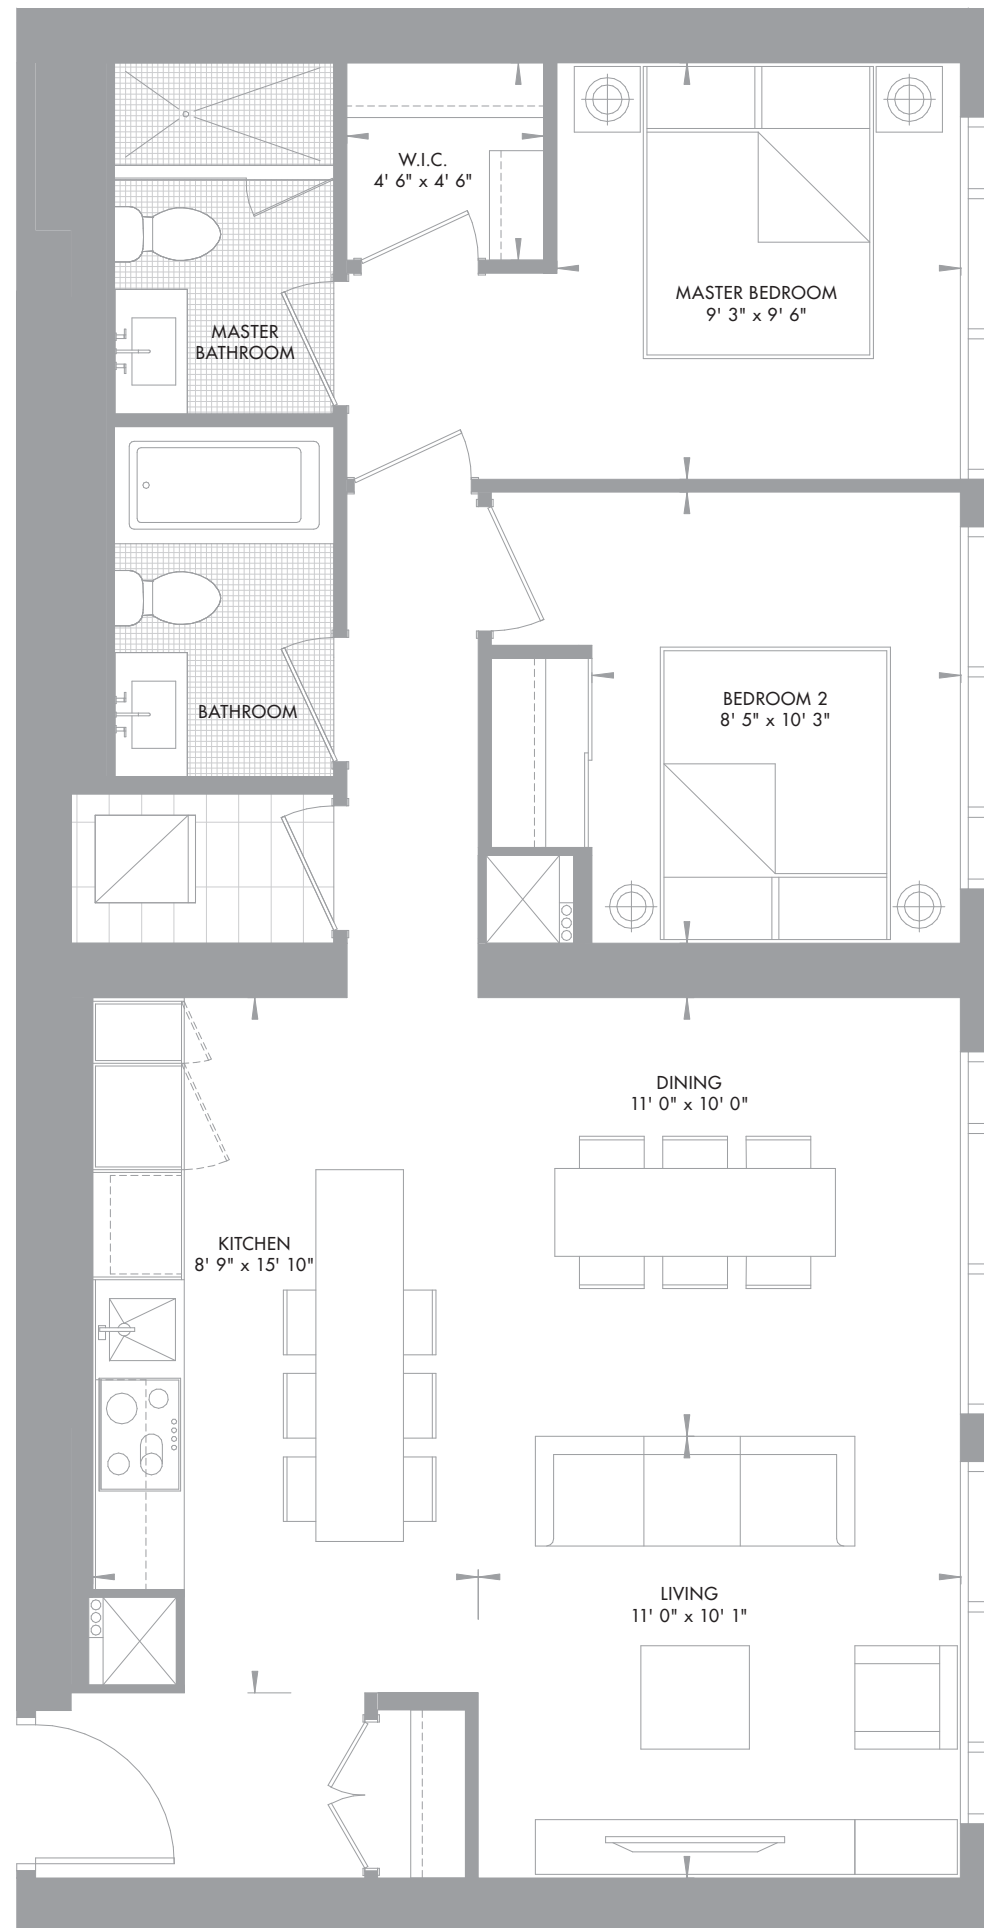 W.I.C.
4' 6" x 4' 6"
MASTER BEDROOM
9' 3" x 9' 6"
MASTER
BATHROOM
BEDROOM 2
8' 5" x 10' 3"
BATHROOM
DINING
11' 0" x 10' 0"
KITCHEN
8' 9" x 15' 10"
LIVING
11' 0" x 10' 1"